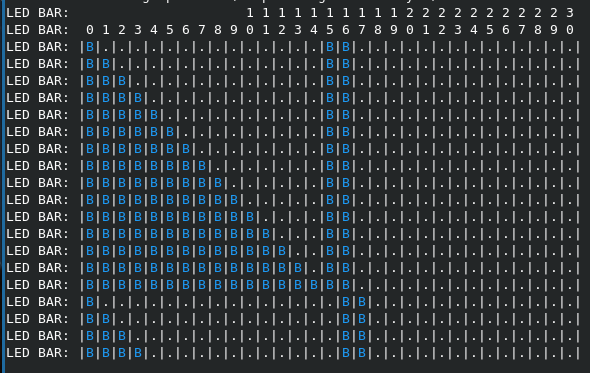 LED BAR:                     1 1 1 1 1 1 1 1 1 1 2 2 2 2 2 2 2 2 2 2 3
LED BAR:  0 1 2 3 4 5 6 7 8 9 0 1 2 3 4 5 6 7 8 9 0 1 2 3 4 5 6 7 8 9 0
LED BAR: |B|.|.|.|.|.|.|.|.|.|.|.|.|.|.|B|B|.|.|.|.|.|.|.|.|.|.|.|.|.|.|
LED BAR: |B|B|.|.|.|.|.|.|.|.|.|.|.|.|.|B|B|.|.|.|.|.|.|.|.|.|.|.|.|.|.|
LED BAR: |B|B|B|.|.|.|.|.|.|.|.|.|.|.|.|B|B|.|.|.|.|.|.|.|.|.|.|.|.|.|.|
LED BAR: |B|B|B|B|.|.|.|.|.|.|.|.|.|.|.|B|B|.|.|.|.|.|.|.|.|.|.|.|.|.|.|
LED BAR: |B|B|B|B|B|.|.|.|.|.|.|.|.|.|.|B|B|.|.|.|.|.|.|.|.|.|.|.|.|.|.|
LED BAR: |B|B|B|B|B|B|.|.|.|.|.|.|.|.|.|B|B|.|.|.|.|.|.|.|.|.|.|.|.|.|.|
LED BAR: |B|B|B|B|B|B|B|.|.|.|.|.|.|.|.|B|B|.|.|.|.|.|.|.|.|.|.|.|.|.|.|
LED BAR: |B|B|B|B|B|B|B|B|.|.|.|.|.|.|.|B|B|.|.|.|.|.|.|.|.|.|.|.|.|.|.|
LED BAR: |B|B|B|B|B|B|B|B|B|.|.|.|.|.|.|B|B|.|.|.|.|.|.|.|.|.|.|.|.|.|.|
LED BAR: |B|B|B|B|B|B|B|B|B|B|.|.|.|.|.|B|B|.|.|.|.|.|.|.|.|.|.|.|.|.|.|
LED BAR: |B|B|B|B|B|B|B|B|B|B|B|.|.|.|.|B|B|.|.|.|.|.|.|.|.|.|.|.|.|.|.|
LED BAR: |B|B|B|B|B|B|B|B|B|B|B|B|.|.|.|B|B|.|.|.|.|.|.|.|.|.|.|.|.|.|.|
LED BAR: |B|B|B|B|B|B|B|B|B|B|B|B|B|.|.|B|B|.|.|.|.|.|.|.|.|.|.|.|.|.|.|
LED BAR: |B|B|B|B|B|B|B|B|B|B|B|B|B|B|.|B|B|.|.|.|.|.|.|.|.|.|.|.|.|.|.|
LED BAR: |B|B|B|B|B|B|B|B|B|B|B|B|B|B|B|B|B|.|.|.|.|.|.|.|.|.|.|.|.|.|.|
LED BAR: |B|.|.|.|.|.|.|.|.|.|.|.|.|.|.|.|B|B|.|.|.|.|.|.|.|.|.|.|.|.|.|
LED BAR: |B|B|.|.|.|.|.|.|.|.|.|.|.|.|.|.|B|B|.|.|.|.|.|.|.|.|.|.|.|.|.|
LED BAR: |B|B|B|.|.|.|.|.|.|.|.|.|.|.|.|.|B|B|.|.|.|.|.|.|.|.|.|.|.|.|.|
LED BAR: |B|B|B|B|.|.|.|.|.|.|.|.|.|.|.|.|B|B|.|.|.|.|.|.|.|.|.|.|.|.|.|